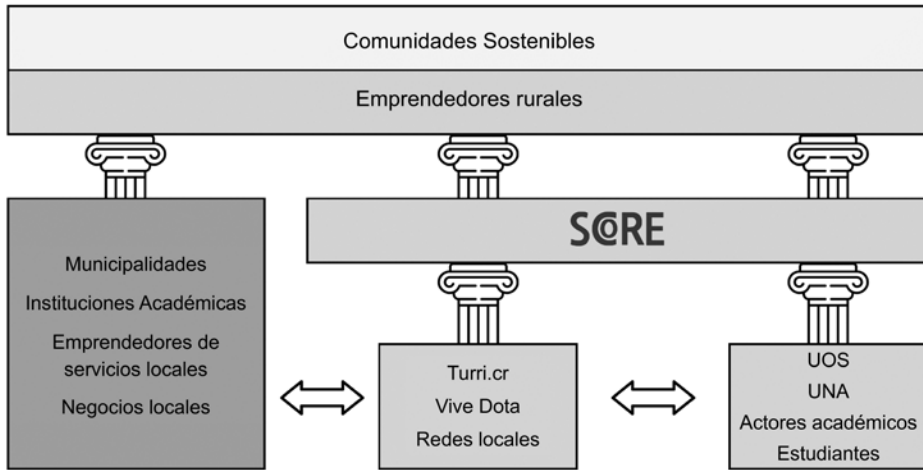 Comunidades Sostenibles
Emprendedores rurales
SCORE
Municipalidades
Instituciones Académicas
Emprendedores de
servicios locales
Negocios locales
Turri.cr
Vive Dota
Redes locales
UOS
UNA
Actores académicos
Estudiantes